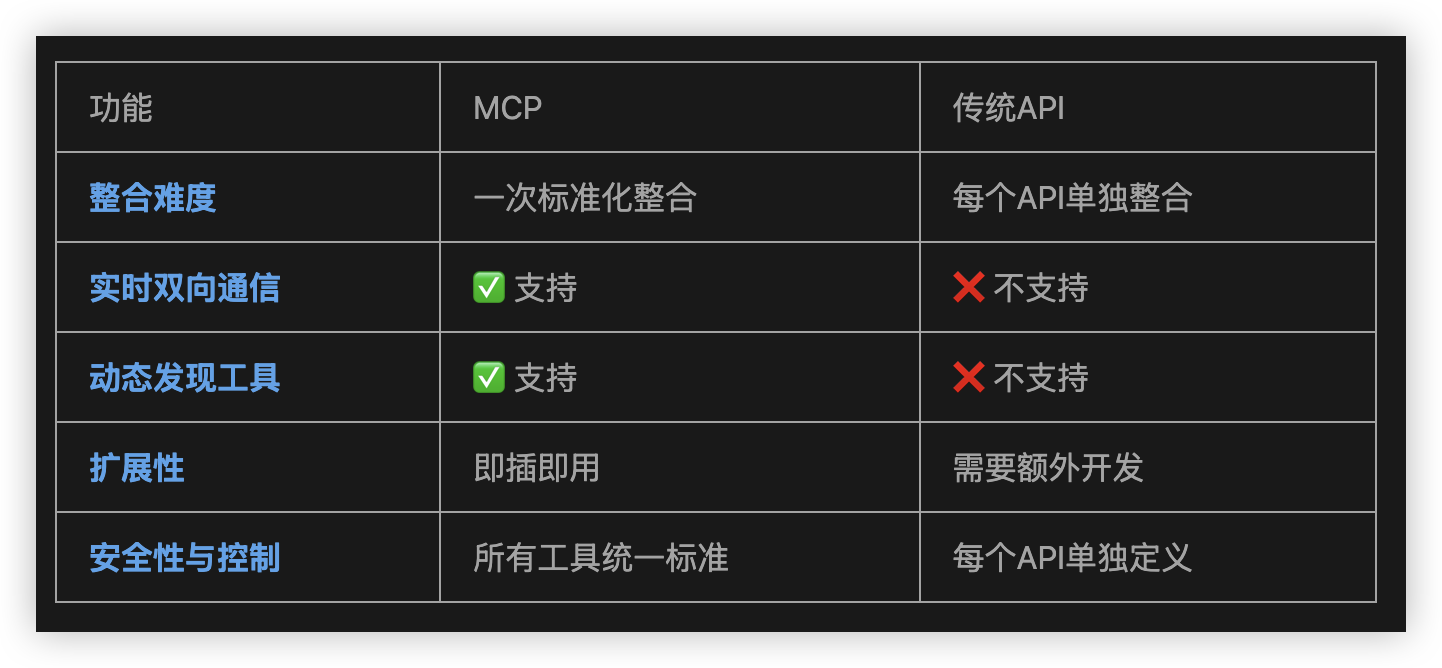 功能 MCP 传统API
整合难度 一次标准化整合 每个API单独整合
实时双向通信 ✅ 支持 ❌ 不支持
动态发现工具 ✅ 支持 ❌ 不支持
扩展性 即插即用 需要额外开发
安全性与控制 所有工具统一标准 每个API单独定义